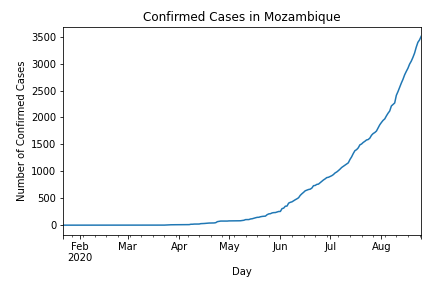 Confirmed Cases in Mozambique
Number of Confirmed Cases
3500
3000
2500
2000
1500
1000
500
0
Feb Mar Apr May Jun Jul Aug
2020
Day